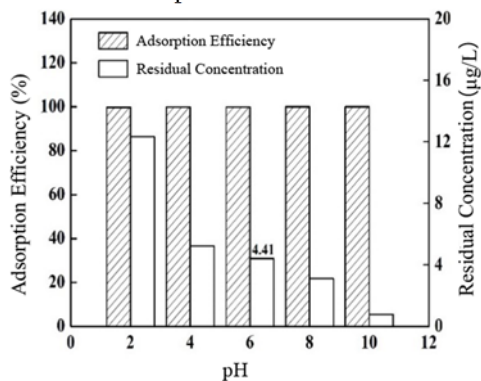 140
120
100
80
60
40
20
0
Adsorption Efficiency (%)
Adsorption Efficiency
Residual Concentration
4.41
20
16
12
8
4
0
Residual Concentration(μg/L)
0 2 4 6 8 10 12
pH